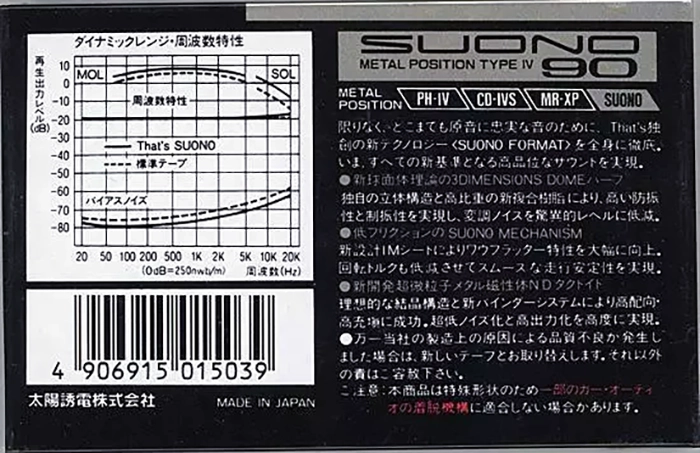 ダイナミックレンジ・周波数特性
再生出力レベル(dB)
10
0
-10
-20
-30
-40
-50
-60
-70
-80
MOL
SOL
周波数特性
That's SUONO
標準テープ
バイアスノイズ
20 50 100 200 500 1K 2K 5K 10K 20K
(0dB=250nwb/m) 周波数(Hz)
4 906915 015039
太陽誘電株式会社 MADE IN JAPAN
SUONO
METAL POSITION TYPE IV 90
METAL POSITION PH-IV CD-IVS MR-XP SUONO
限りなく、どこまでも原音に忠実な音のために、That's独
創の新テクノロジー〈SUONO FORMAT〉を全身に徹底。
いま、すべての新基準となる高品位なサウンドを実現。
●新球面体理論の3DIMENSIONS DOMEハーフ
独自の立体構造と高比重の新複合樹脂により、高い防振
性と制振性を実現し、変調ノイズを驚異的レベルに低減。
●低フリクションのSUONO MECHANISM
新設計IMシートによりワウフラッター特性を大幅に向上。
回転トルクも低減させてスムースな走行安定性を実現。
●新開発超微粒子メタル磁性体NDタクトイド
理想的な結晶構造と新バインダーシステムにより高配向・
高充塡に成功。超低ノイズ化と高出力化を高度に実現。
●万一当社の製造上の原因による品質不良が発生し
ました場合は、新しいテープとお取り替えします。それ以外
の責はご容赦下さい。
ご注意：本商品は特殊形状のため一部のカー・オーディ
オの着脱機構に適合しない場合があります。